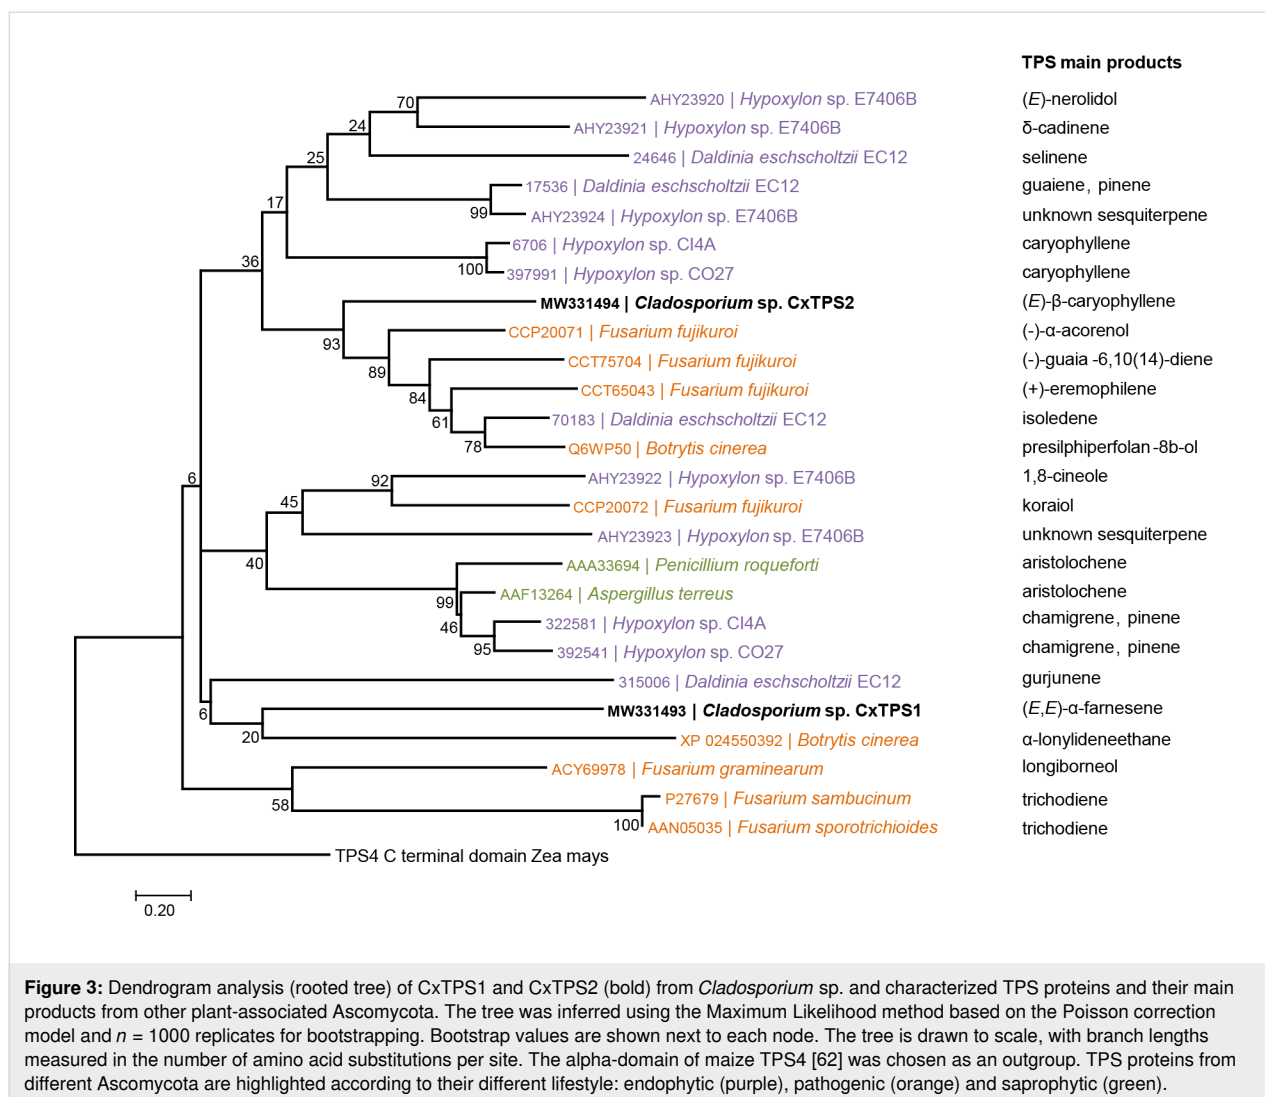 TPS main products
70 AHY23920 | Hypoxylon sp. E7406B (E)-nerolidol
24 AHY23921 | Hypoxylon sp. E7406B δ-cadinene
25 24646 | Daldinia eschscholtzii EC12 selinene
17536 | Daldinia eschscholtzii EC12 guaiene, pinene
17 99 AHY23924 | Hypoxylon sp. E7406B unknown sesquiterpene
6706 | Hypoxylon sp. CI4A caryophyllene
36 100 397991 | Hypoxylon sp. CO27 caryophyllene
MW331494 | Cladosporium sp. CxTPS2 (E)-β-caryophyllene
93 CCP20071 | Fusarium fujikuroi (-)-α-acorenol
89 CCT75704 | Fusarium fujikuroi (-)-guaia -6,10(14)-diene
84 CCT65043 | Fusarium fujikuroi (+)-eremophilene
61 70183 | Daldinia eschscholtzii EC12 isoledene
78 Q6WP50 | Botrytis cinerea presilphiperfolan-8b-ol
6 92 AHY23922 | Hypoxylon sp. E7406B 1,8-cineole
45 CCP20072 | Fusarium fujikuroi koraiol
AHY23923 | Hypoxylon sp. E7406B unknown sesquiterpene
40 AAA33694 | Penicillium roqueforti aristolochene
99 AAF13264 | Aspergillus terreus aristolochene
46 322581 | Hypoxylon sp. CI4A chamigrene, pinene
95 392541 | Hypoxylon sp. CO27 chamigrene, pinene
315006 | Daldinia eschscholtzii EC12 gurjunene
6 MW331493 | Cladosporium sp. CxTPS1 (E,E)-α-farnesene
20 XP 024550392 | Botrytis cinerea α-lonylideneethane
ACY69978 | Fusarium graminearum longiborneol
58 P27679 | Fusarium sambucinum trichodiene
100 AAN05035 | Fusarium sporotrichioides trichodiene
TPS4 C terminal domain Zea mays
0.20
Figure 3: Dendrogram analysis (rooted tree) of CxTPS1 and CxTPS2 (bold) from Cladosporium sp. and characterized TPS proteins and their main
products from other plant-associated Ascomycota. The tree was inferred using the Maximum Likelihood method based on the Poisson correction
model and n = 1000 replicates for bootstrapping. Bootstrap values are shown next to each node. The tree is drawn to scale, with branch lengths
measured in the number of amino acid substitutions per site. The alpha-domain of maize TPS4 [62] was chosen as an outgroup. TPS proteins from
different Ascomycota are highlighted according to their different lifestyle: endophytic (purple), pathogenic (orange) and saprophytic (green).